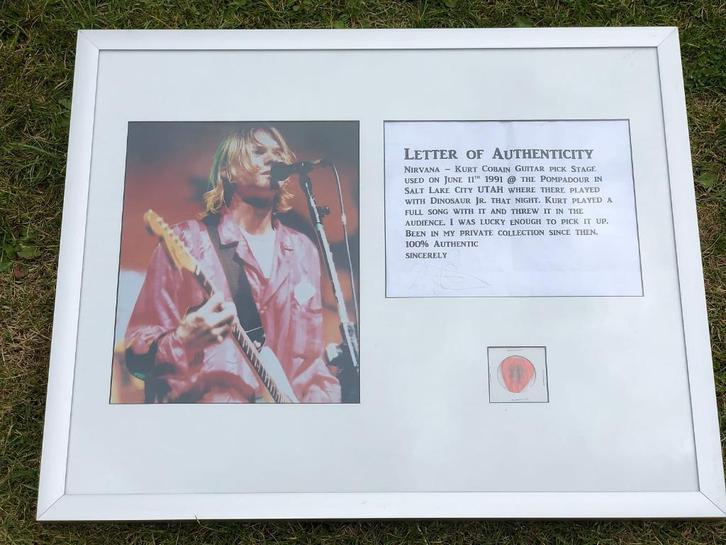 Letter of Authenticity
Nirvana – Kurt Cobain Guitar pick Stage
used on June 11th 1991 @ the Pompadour in
Salt Lake City UTAH where there played
with Dinosaur Jr. that night. Kurt played a
full song with it and threw it in the
audience. I was lucky enough to pick it up.
Been in my private collection since then.
100% Authentic
sincerely